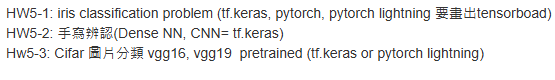 HW5-1: iris classification problem (tf.keras, pytorch, pytorch lightning 要畫出tensorboad)
HW5-2: 手寫辨認(Dense NN, CNN= tf.keras)
Hw5-3: Cifar 圖片分類 vgg16, vgg19  pretrained (tf.keras or pytorch lightning)